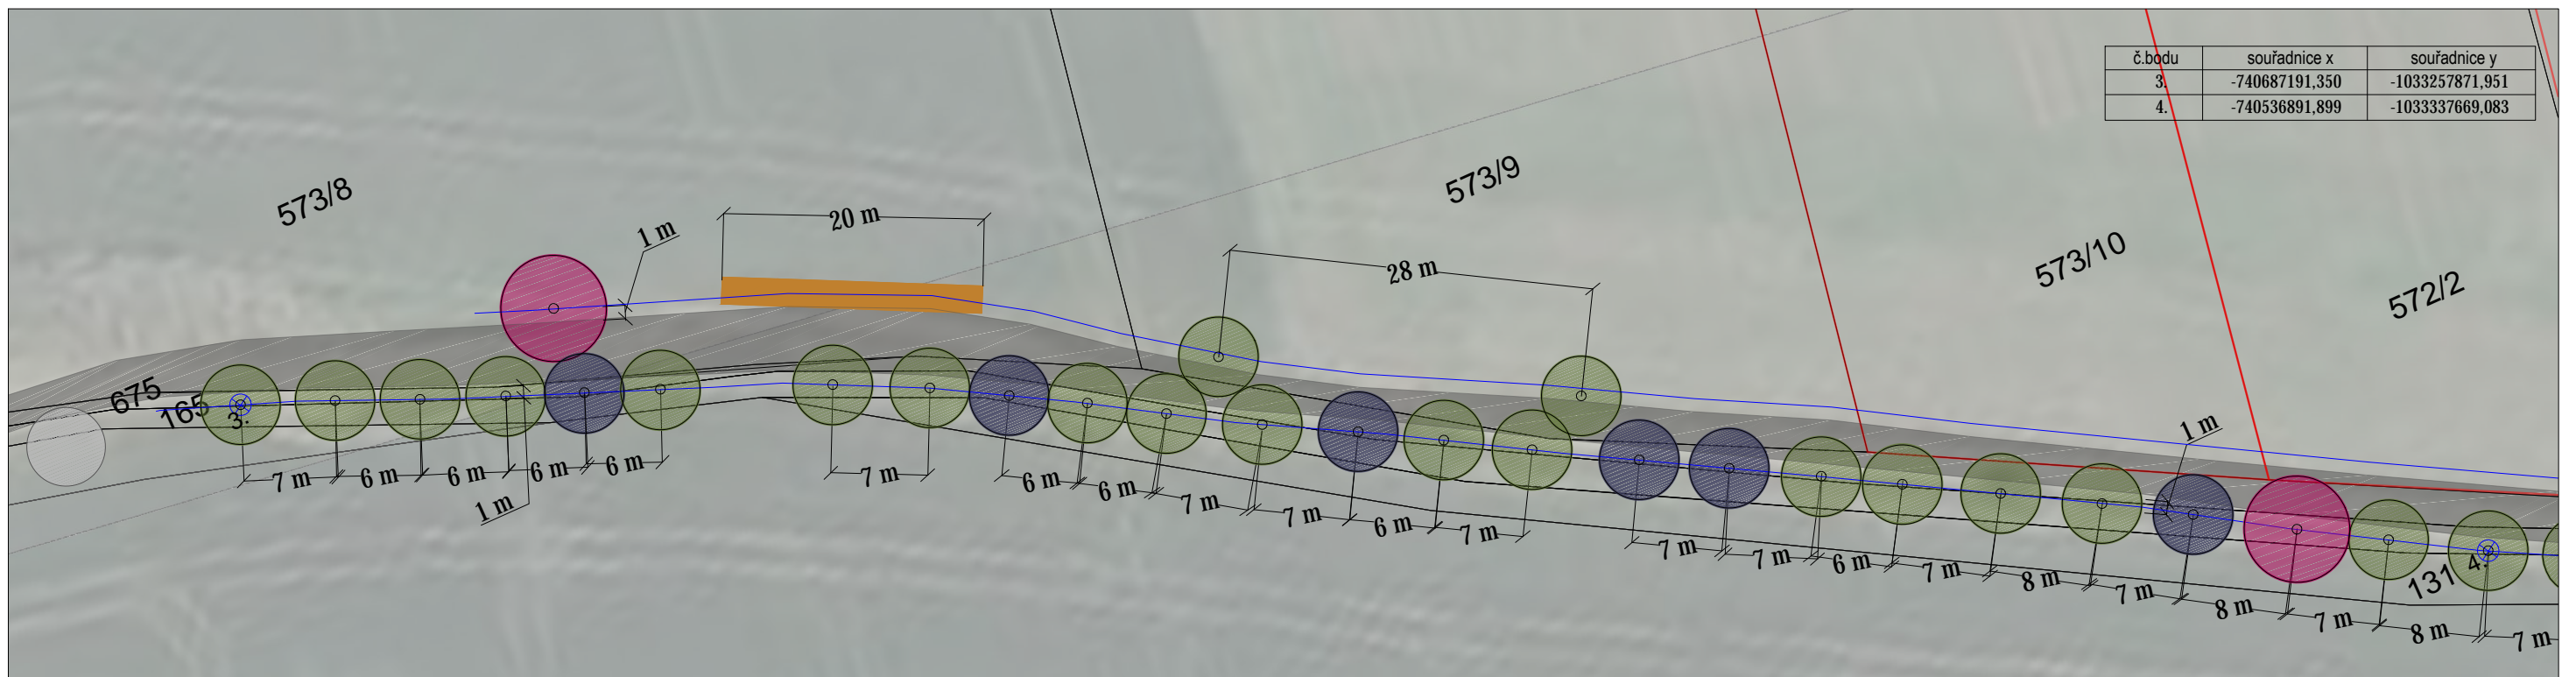 č.bodu souřadnice x souřadnice y
3. -740687191,350 -1033257871,951
4. -740536891,899 -1033337669,083
573/8
573/9
573/10
572/2
1 m
20 m
28 m
1 m
675
165
3.
7 m 6 m 6 m 6 m 6 m
1 m
7 m
6 m 6 m 7 m 7 m 6 m 7 m
7 m 7 m 6 m 7 m 8 m 7 m 8 m 7 m 8 m 7 m
131
4.